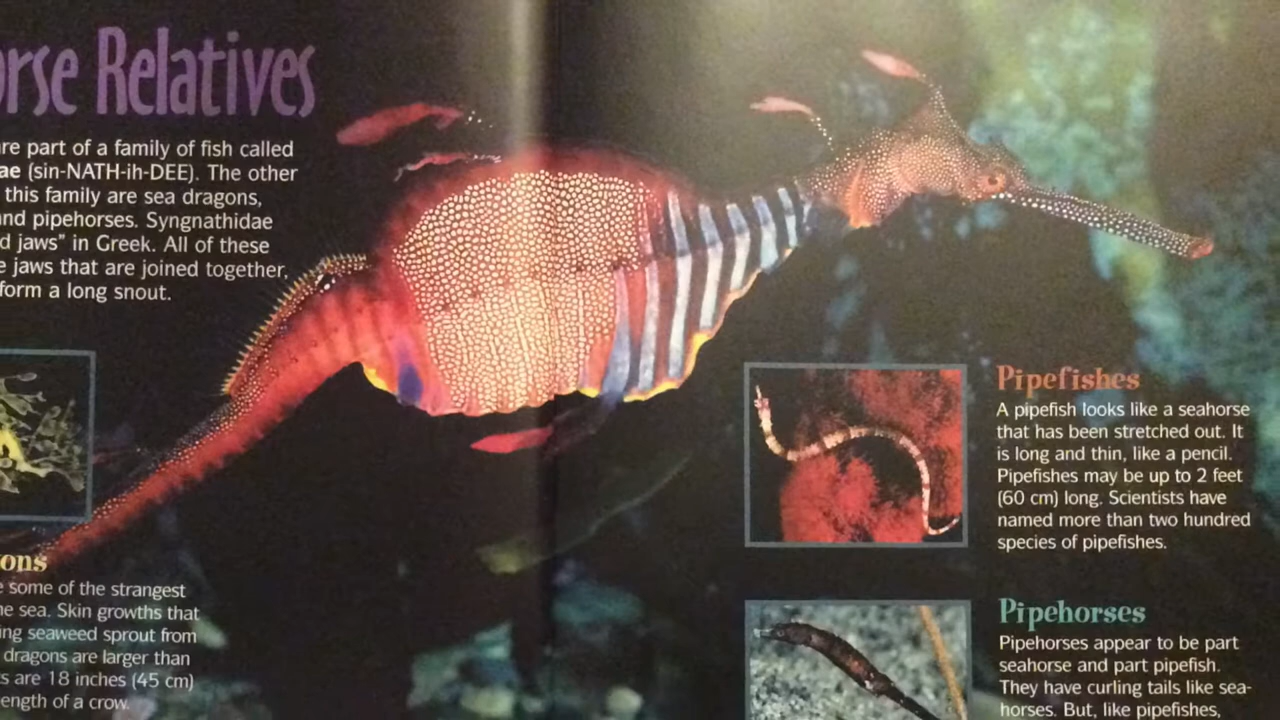 orse Relatives
are part of a family of fish called
ae (sin-NATH-ih-DEE). The other
this family are sea dragons,
and pipehorses. Syngnathidae
d jaws" in Greek. All of these
e jaws that are joined together,
form a long snout.
ons
e some of the strangest
he sea. Skin growths that
ing seaweed sprout from
dragons are larger than
s are 18 inches (45 cm)
ength of a crow.
Pipefishes
A pipefish looks like a seahorse
that has been stretched out. It
is long and thin, like a pencil.
Pipefishes may be up to 2 feet
(60 cm) long. Scientists have
named more than two hundred
species of pipefishes.
Pipehorses
Pipehorses appear to be part
seahorse and part pipefish.
They have curling tails like sea-
horses. But, like pipefishes,